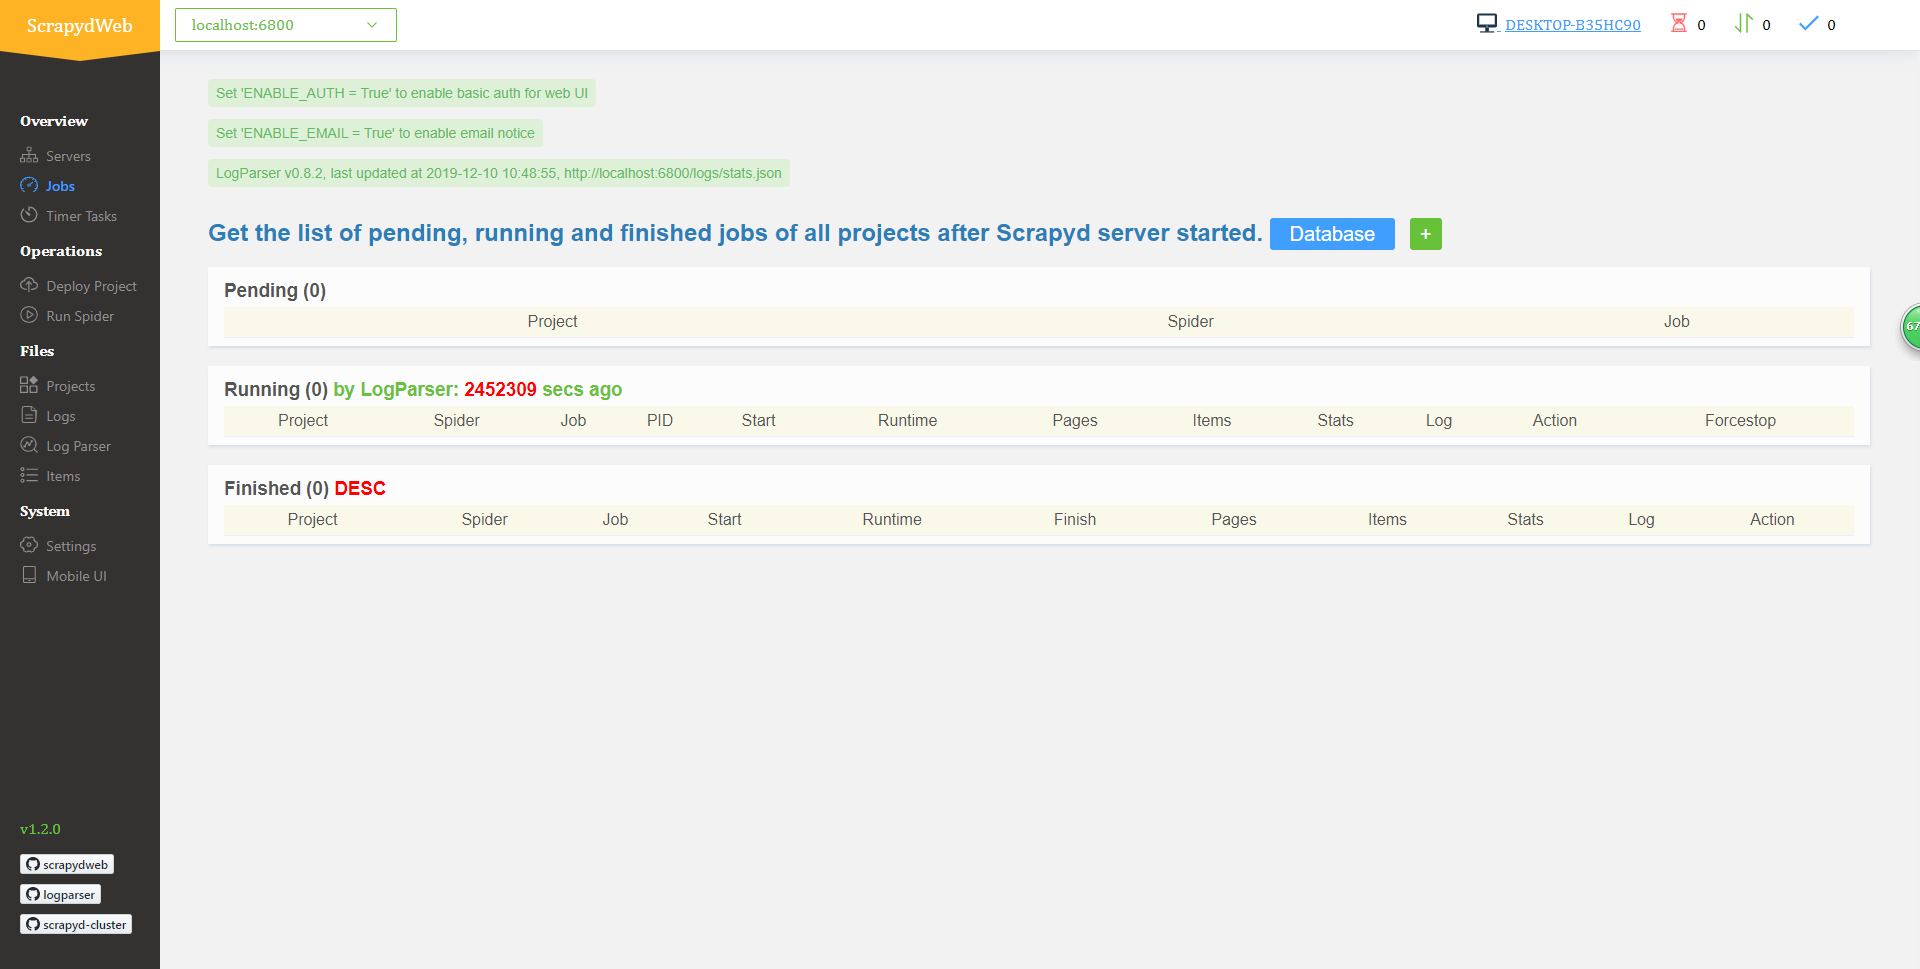 ScrapydWeb
localhost:6800
DESKTOP-B35HC90 0 0 0
Set 'ENABLE_AUTH = True' to enable basic auth for web UI
Set 'ENABLE_EMAIL = True' to enable email notice
LogParser v0.8.2, last updated at 2019-12-10 10:48:55, http://localhost:6800/logs/stats.json
Get the list of pending, running and finished jobs of all projects after Scrapyd server started. Database +
Pending (0)
Project Spider Job
Running (0) by LogParser: 2452309 secs ago
Project Spider Job PID Start Runtime Pages Items Stats Log Action Forcestop
Finished (0) DESC
Project Spider Job Start Runtime Finish Pages Items Stats Log Action
Overview
Servers
Jobs
Timer Tasks
Operations
Deploy Project
Run Spider
Files
Projects
Logs
Log Parser
Items
System
Settings
Mobile UI
v1.2.0
scrapydweb
logparser
scrapyd-cluster